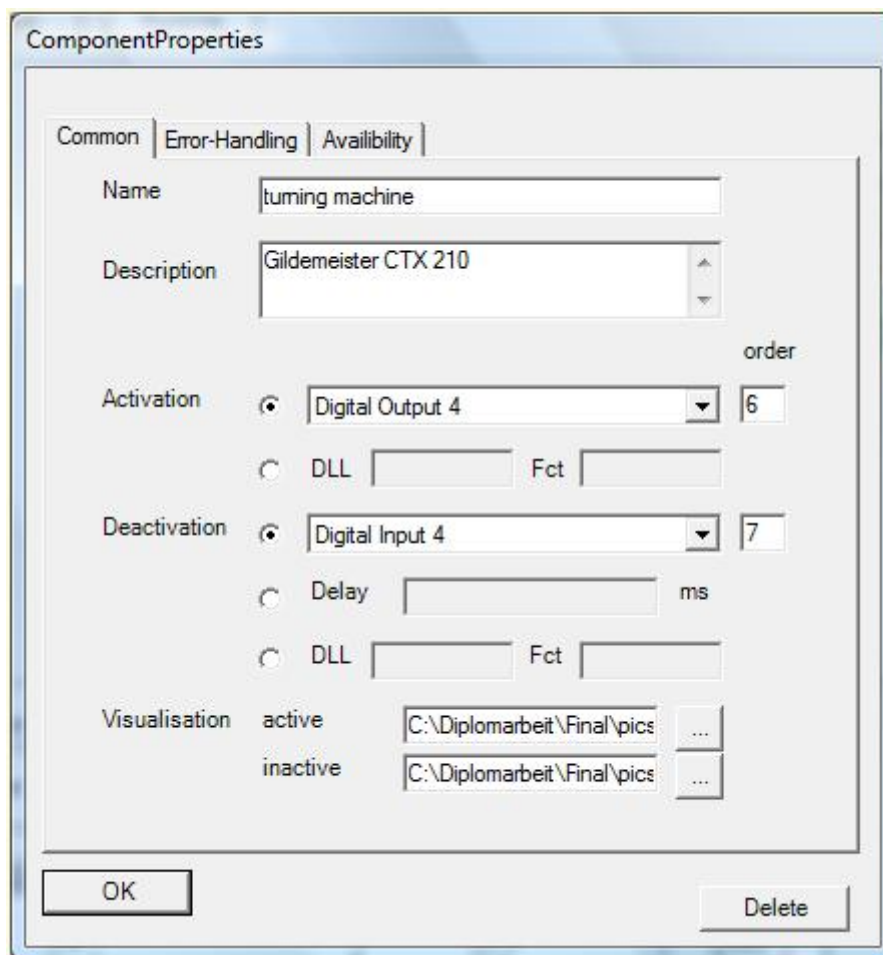 ComponentProperties
Common Error-Handling Availibility
Name turning machine
Description Gildemeister CTX 210
order
Activation Digital Output 4 6
DLL Fct
Deactivation Digital Input 4 7
Delay ms
DLL Fct
Visualisation active C:\Diplomarbeit\Final\pics ...
inactive C:\Diplomarbeit\Final\pics ...
OK
Delete